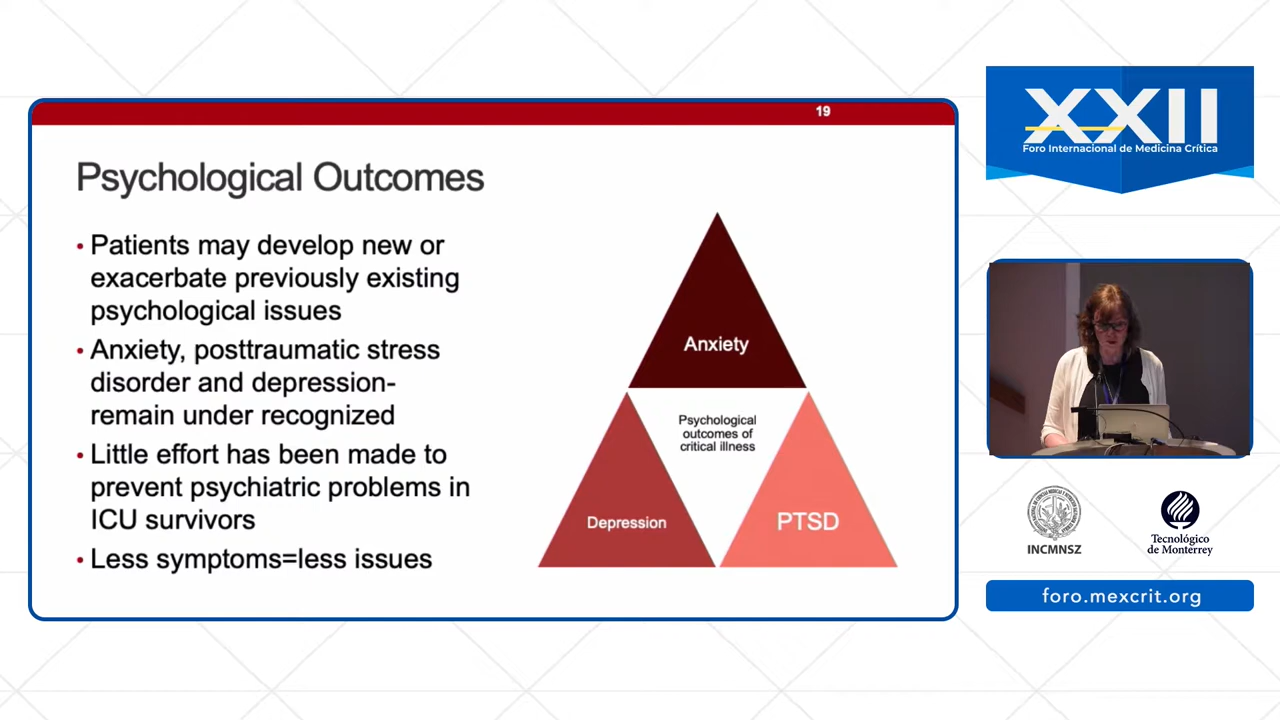 19
Psychological Outcomes
• Patients may develop new or
exacerbate previously existing
psychological issues
• Anxiety, posttraumatic stress
disorder and depression-
remain under recognized
• Little effort has been made to
prevent psychiatric problems in
ICU survivors
• Less symptoms=less issues
Anxiety
Psychological
outcomes of
critical illness
Depression
PTSD
XXII
Foro Internacional de Medicina Crítica
INCMNSZ
Tecnológico
de Monterrey
foro.mexcrit.org